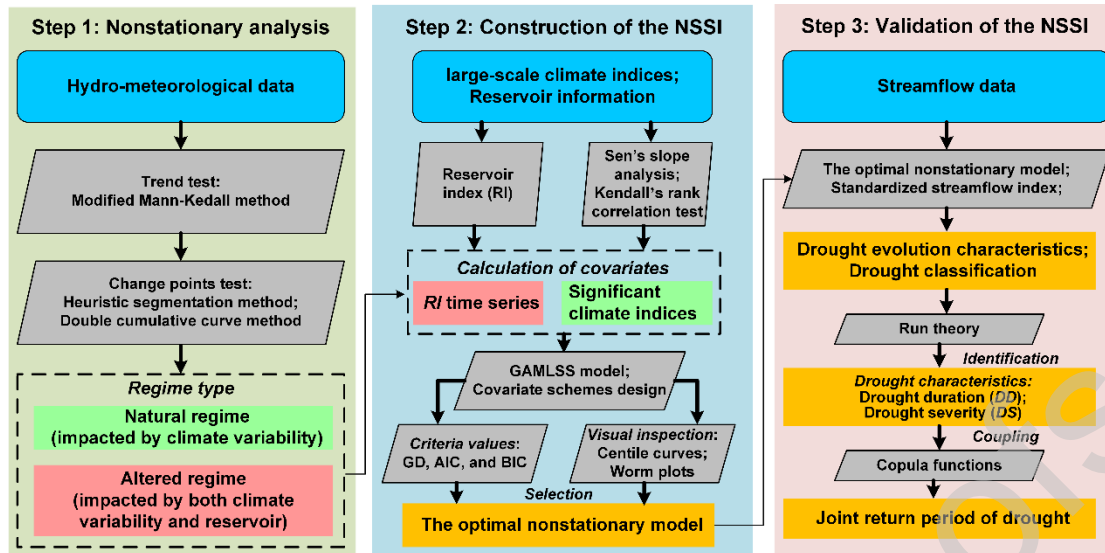 Step 1: Nonstationary analysis
Hydro-meteorological data
Trend test:
Modified Mann-Kedall method
Change points test:
Heuristic segmentation method;
Double cumulative curve method
Regime type
Natural regime
(impacted by climate variability)
Altered regime
(impacted by both climate
variability and reservoir)
Step 2: Construction of the NSSI
large-scale climate indices;
Reservoir information
Reservoir
index (RI)
Sen's slope
analysis;
Kendall's rank
correlation test
Calculation of covariates
RI time series
Significant
climate indices
GAMLSS model;
Covariate schemes design
Criteria values:
GD, AIC, and BIC
Visual inspection:
Centile curves;
Worm plots
Selection
The optimal nonstationary model
Step 3: Validation of the NSSI
Streamflow data
The optimal nonstationary model;
Standardized streamflow index;
Drought evolution characteristics;
Drought classification
Run theory
Identification
Drought characteristics:
Drought duration (DD);
Drought severity (DS)
Coupling
Copula functions
Joint return period of drought